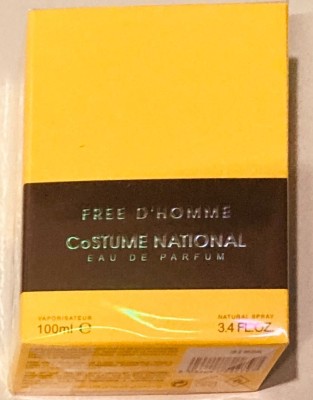 FREE D'HOMME
CoSTUME NATIONAL
EAU DE PARFUM
VAPORISATEUR NATURAL SPRAY
100ml ℮ 3.4 FL.OZ.